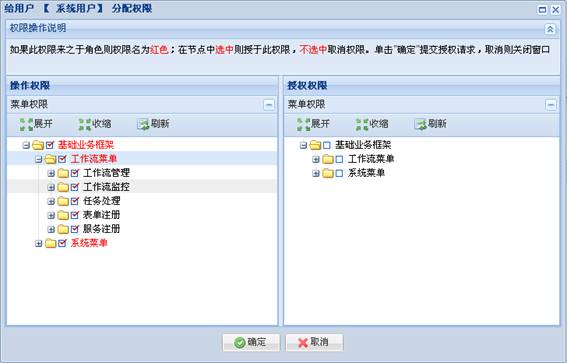 给用户 【 系统用户】 分配权限
权限操作说明
如果此权限来之于角色则权限名为红色；在节点中选中则授于此权限，不选中取消权限。单击"确定"提交授权请求，取消则关闭窗口
操作权限
菜单权限
展开 收缩 刷新
基础业务框架
工作流菜单
工作流管理
工作流监控
任务处理
表单注册
服务注册
系统菜单
授权权限
菜单权限
展开 收缩 刷新
基础业务框架
工作流菜单
系统菜单
确定 取消